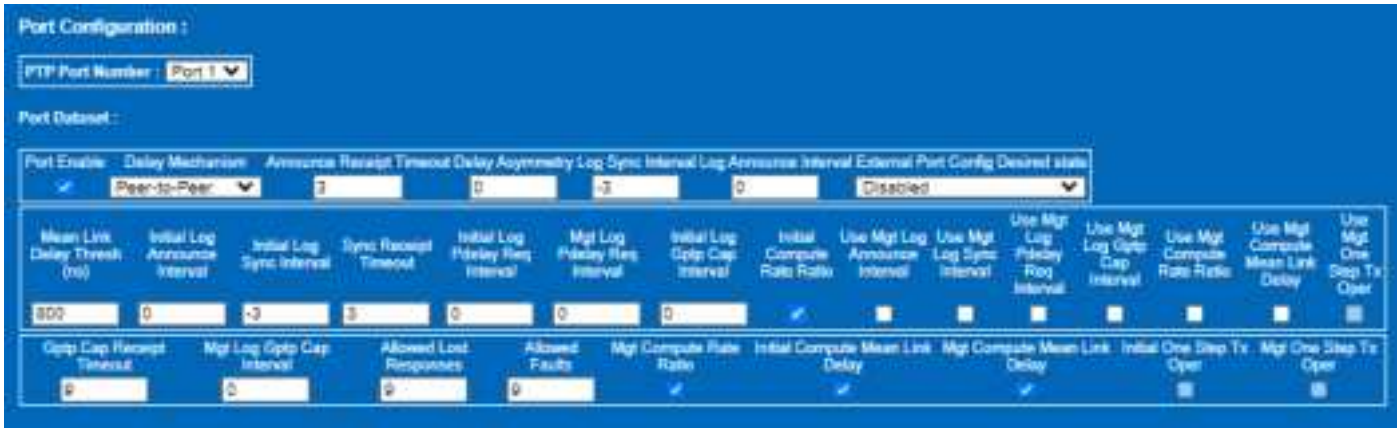 Port Configuration :
PTP Port Number : Port 1
Port Dataset :
Port Enable Delay Mechanism Announce Receipt Timeout Delay Asymmetry Log Sync Interval Log Announce Interval External Port Config Desired state
Peer-to-Peer 3 0 -3 0 Disabled
Mean Link Delay Thresh (ns) Initial Log Announce Interval Initial Log Sync Interval Sync Receipt Timeout Initial Log Pdelay Req Interval Mgt Log Pdelay Req Interval Initial Log Gptp Cap Interval Initial Compute Rate Ratio Use Mgt Log Announce Interval Use Mgt Log Sync Interval Use Mgt Log Pdelay Req Interval Use Mgt Log Gptp Cap Interval Use Mgt Compute Rate Ratio Use Mgt Compute Mean Link Delay Use Mgt One Step Tx Oper
800 0 -3 3 0 0 0
Gptp Cap Receipt Timeout Mgt Log Gptp Cap Interval Allowed Lost Responses Allowed Faults Mgt Compute Rate Ratio Initial Compute Mean Link Delay Mgt Compute Mean Link Delay Initial One Step Tx Oper Mgt One Step Tx Oper
9 0 9 9